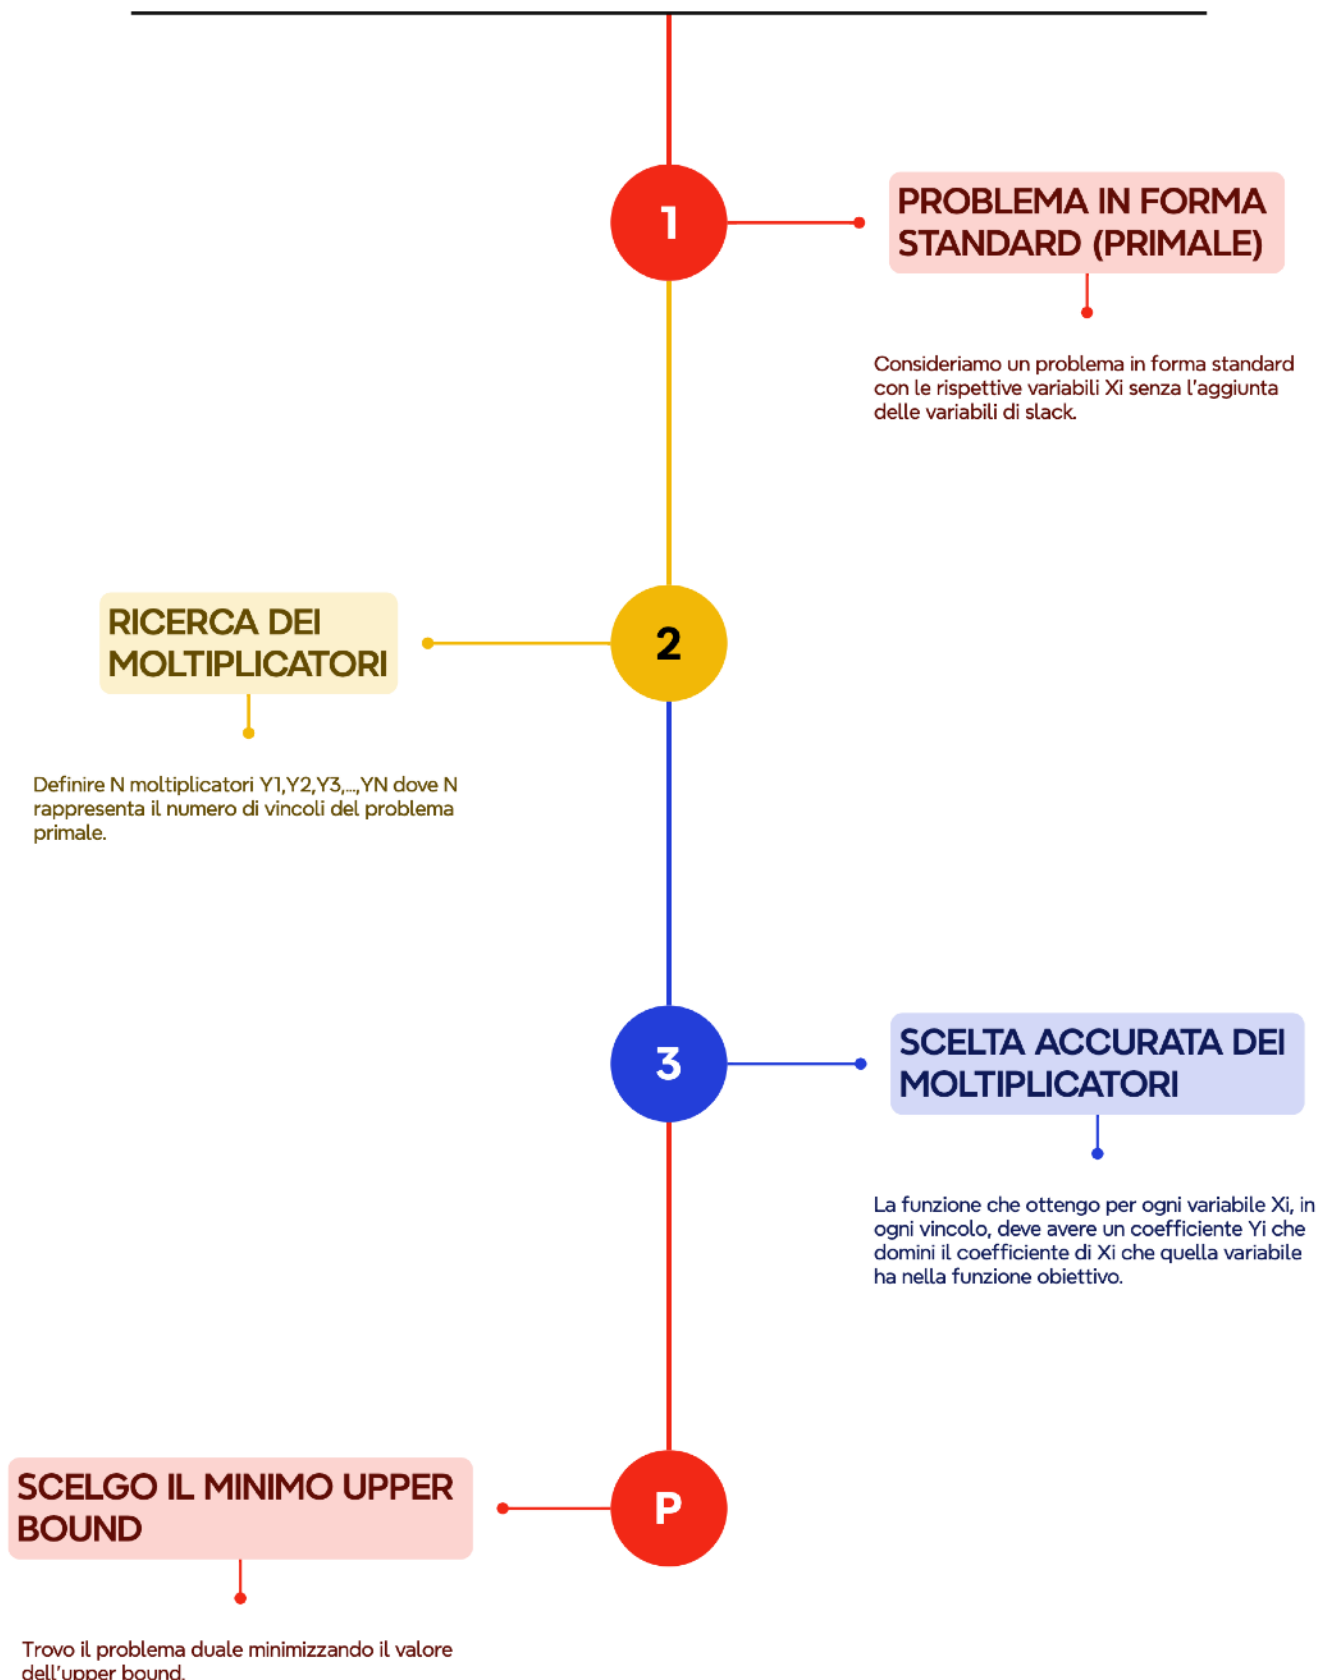 1
PROBLEMA IN FORMA
STANDARD (PRIMALE)
Consideriamo un problema in forma standard
con le rispettive variabili Xi senza l'aggiunta
delle variabili di slack.
RICERCA DEI
MOLTIPLICATORI
2
Definire N moltiplicatori Y1,Y2,Y3,...,YN dove N
rappresenta il numero di vincoli del problema
primale.
3
SCELTA ACCURATA DEI
MOLTIPLICATORI
La funzione che ottengo per ogni variabile Xi, in
ogni vincolo, deve avere un coefficiente Yi che
domini il coefficiente di Xi che quella variabile
ha nella funzione obiettivo.
SCELGO IL MINIMO UPPER
BOUND
P
Trovo il problema duale minimizzando il valore
dell'upper bound.